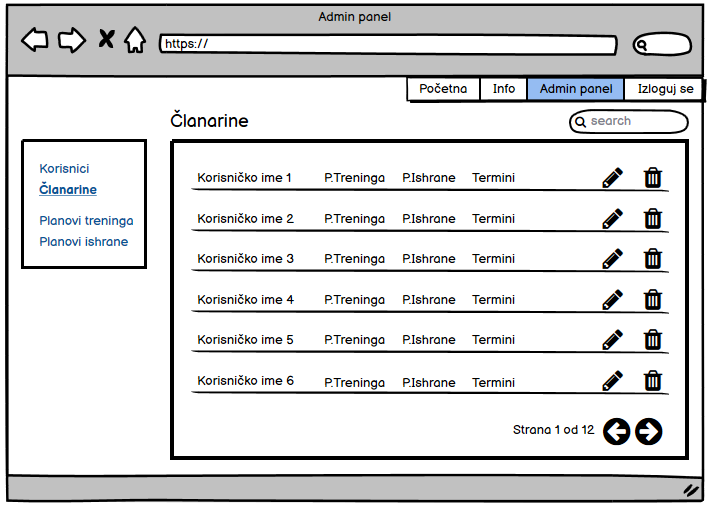 Admin panel
https://
Početna Info Admin panel Izloguj se
Članarine
search
Korisnici
Članarine
Planovi treninga
Planovi ishrane
Korisničko ime 1 P.Treninga P.Ishrane Termini
Korisničko ime 2 P.Treninga P.Ishrane Termini
Korisničko ime 3 P.Treninga P.Ishrane Termini
Korisničko ime 4 P.Treninga P.Ishrane Termini
Korisničko ime 5 P.Treninga P.Ishrane Termini
Korisničko ime 6 P.Treninga P.Ishrane Termini
Strana 1 od 12